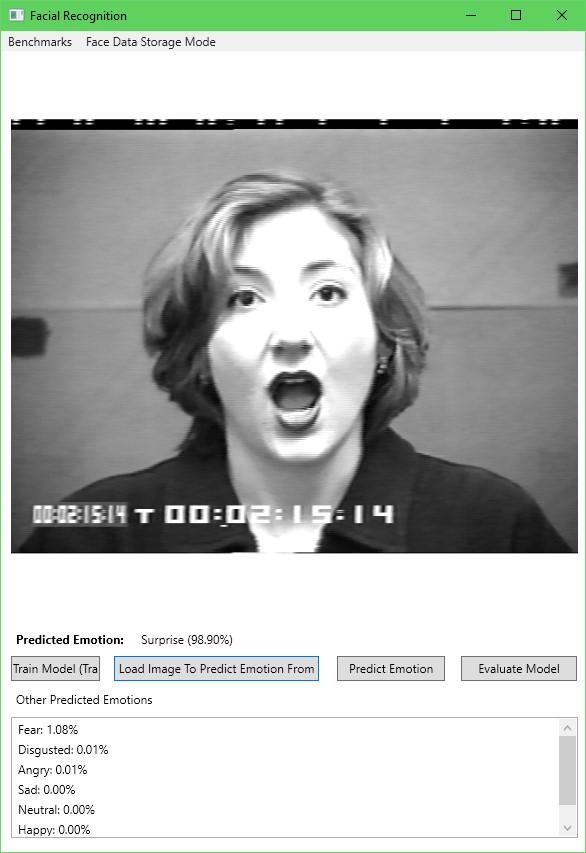 Facial Recognition
Benchmarks Face Data Storage Mode
00:02:15:14 T 00:02:15:14
Predicted Emotion: Surprise (98.90%)
Train Model (Tra Load Image To Predict Emotion From Predict Emotion Evaluate Model
Other Predicted Emotions
Fear: 1.08%
Disgusted: 0.01%
Angry: 0.01%
Sad: 0.00%
Neutral: 0.00%
Happy: 0.00%